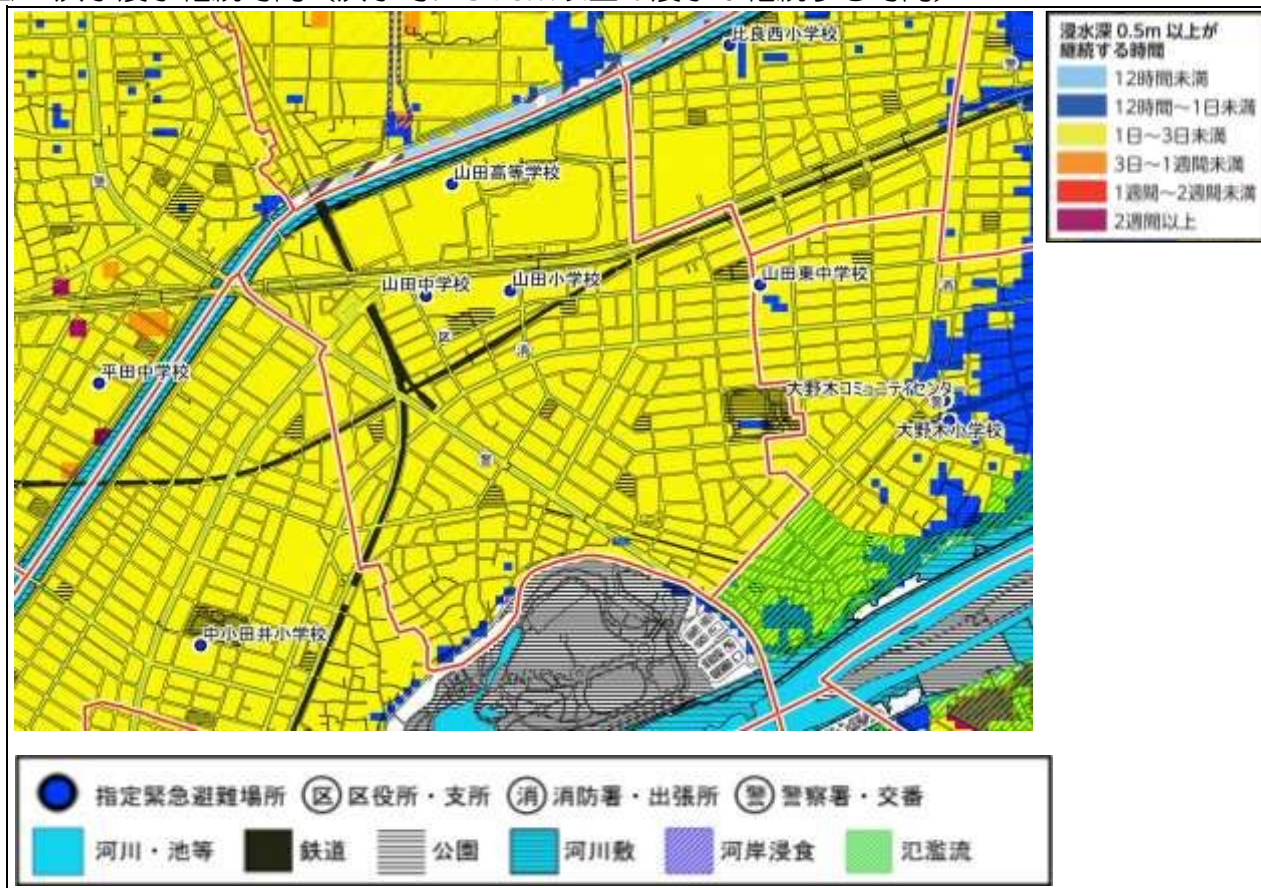 比良西小学校
山田高等学校
山田中学校
山田小学校
山田東中学校
平田中学校
区
消
消
大野木コミュニティセンタ
大野木小学校
警
中小田井小学校
浸水深 0.5m 以上が
継続する時間
12時間未満
12時間～1日未満
1日～3日未満
3日～1週間未満
1週間～2週間未満
2週間以上
指定緊急避難場所 区 区役所・支所 消 消防署・出張所 警 警察署・交番
河川・池等 鉄道 公園 河川敷 河岸浸食 氾濫流